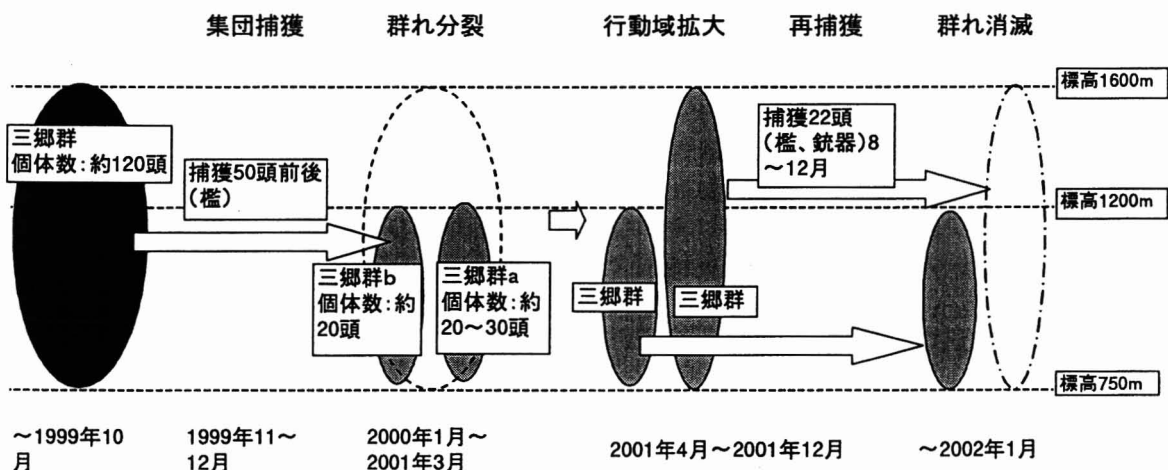 集団捕獲
群れ分裂
行動域拡大
再捕獲
群れ消滅
標高1600m
三郷群
個体数:約120頭
捕獲50頭前後
(檻)
捕獲22頭
(檻、銃器)8
~12月
標高1200m
三郷群b
個体数:約
20頭
三郷群a
個体数:約
20~30頭
三郷群
三郷群
標高750m
~1999年10
月
1999年11~
12月
2000年1月~
2001年3月
2001年4月~2001年12月
~2002年1月